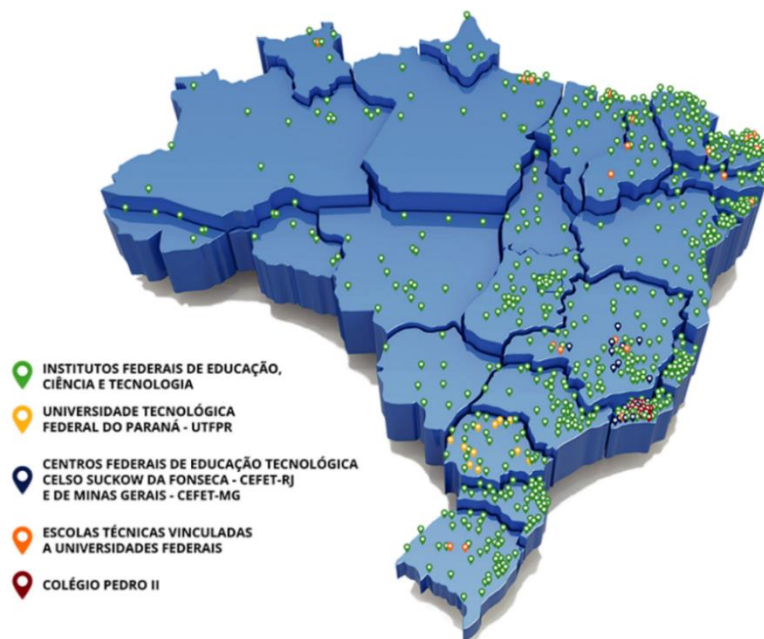 INSTITUTOS FEDERAIS DE EDUCAÇÃO,
CIÊNCIA E TECNOLOGIA
UNIVERSIDADE TECNOLÓGICA
FEDERAL DO PARANÁ - UTFPR
CENTROS FEDERAIS DE EDUCAÇÃO TECNOLÓGICA
CELSO SUCKOW DA FONSECA - CEFET-RJ
E DE MINAS GERAIS - CEFET-MG
ESCOLAS TÉCNICAS VINCULADAS
A UNIVERSIDADES FEDERAIS
COLÉGIO PEDRO II